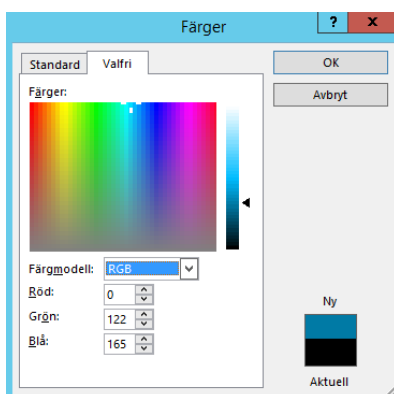 Färger
? x
Standard Valfri
OK
Avbryt
Färger:
Färgmodell: RGB
Röd: 0
Grön: 122
Blå: 165
Ny
Aktuell